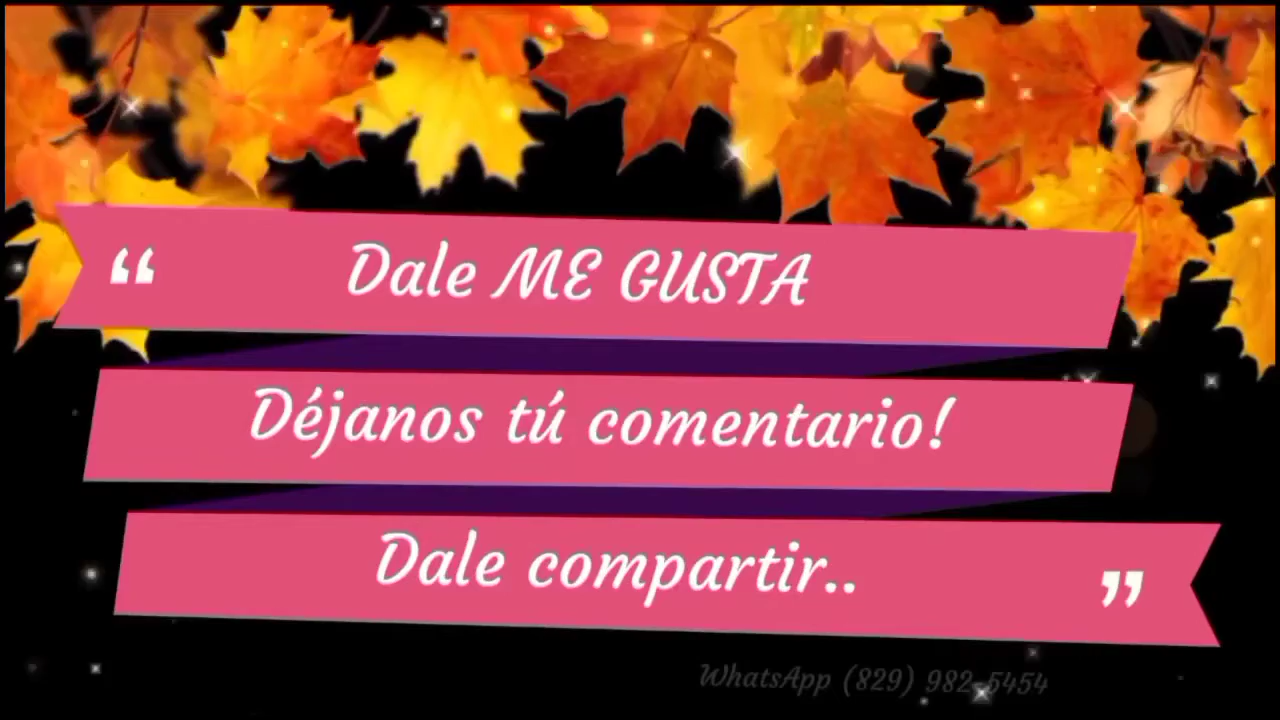 “ Dale ME GUSTA
Déjanos tú comentario!
Dale compartir.. ”
WhatsApp (829) 982-5454